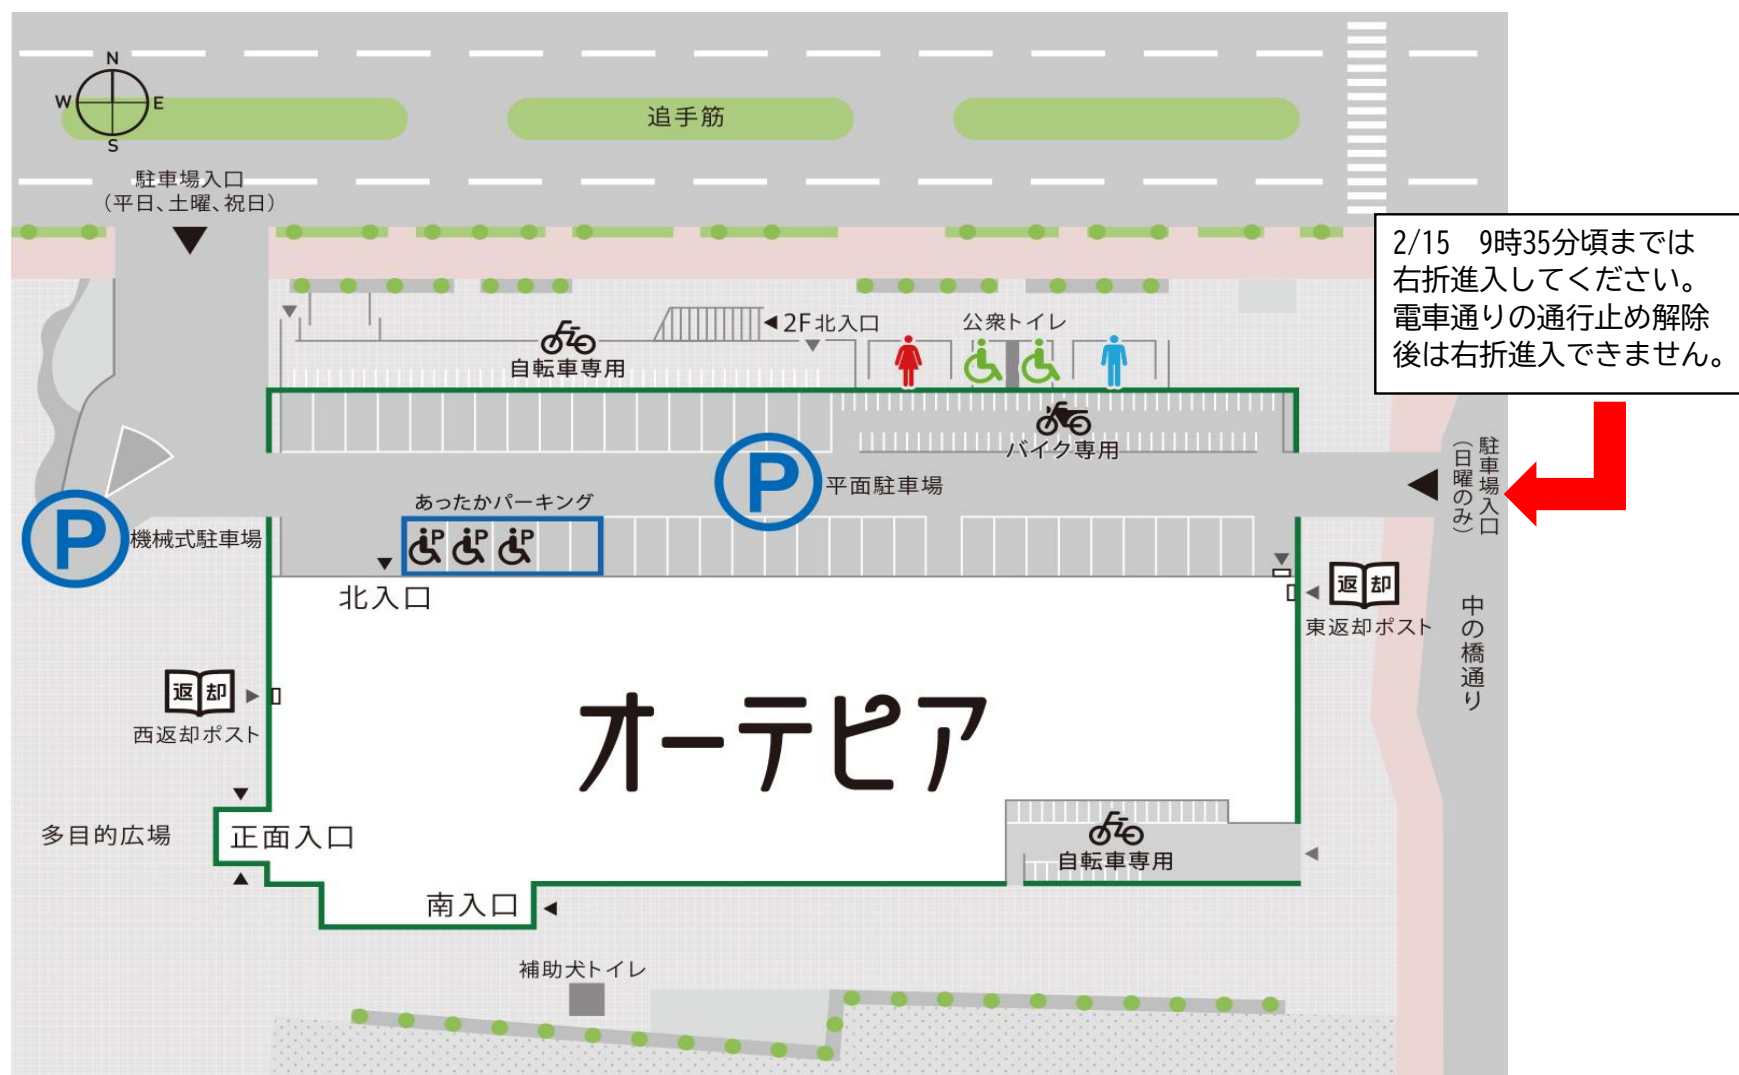 N
W
E
S
追手筋
駐車場入口
（平日、土曜、祝日）
2/15　9時35分頃までは
右折進入してください。
電車通りの通行止め解除
後は右折進入できません。
2F北入口
公衆トイレ
自転車専用
バイク専用
P
平面駐車場
駐車場入口
（日曜のみ）
あったかパーキング
P
P
P
P
機械式駐車場
北入口
返却
東返却ポスト
中の橋通り
返却
西返却ポスト
オーテピア
多目的広場
正面入口
自転車専用
南入口
補助犬トイレ